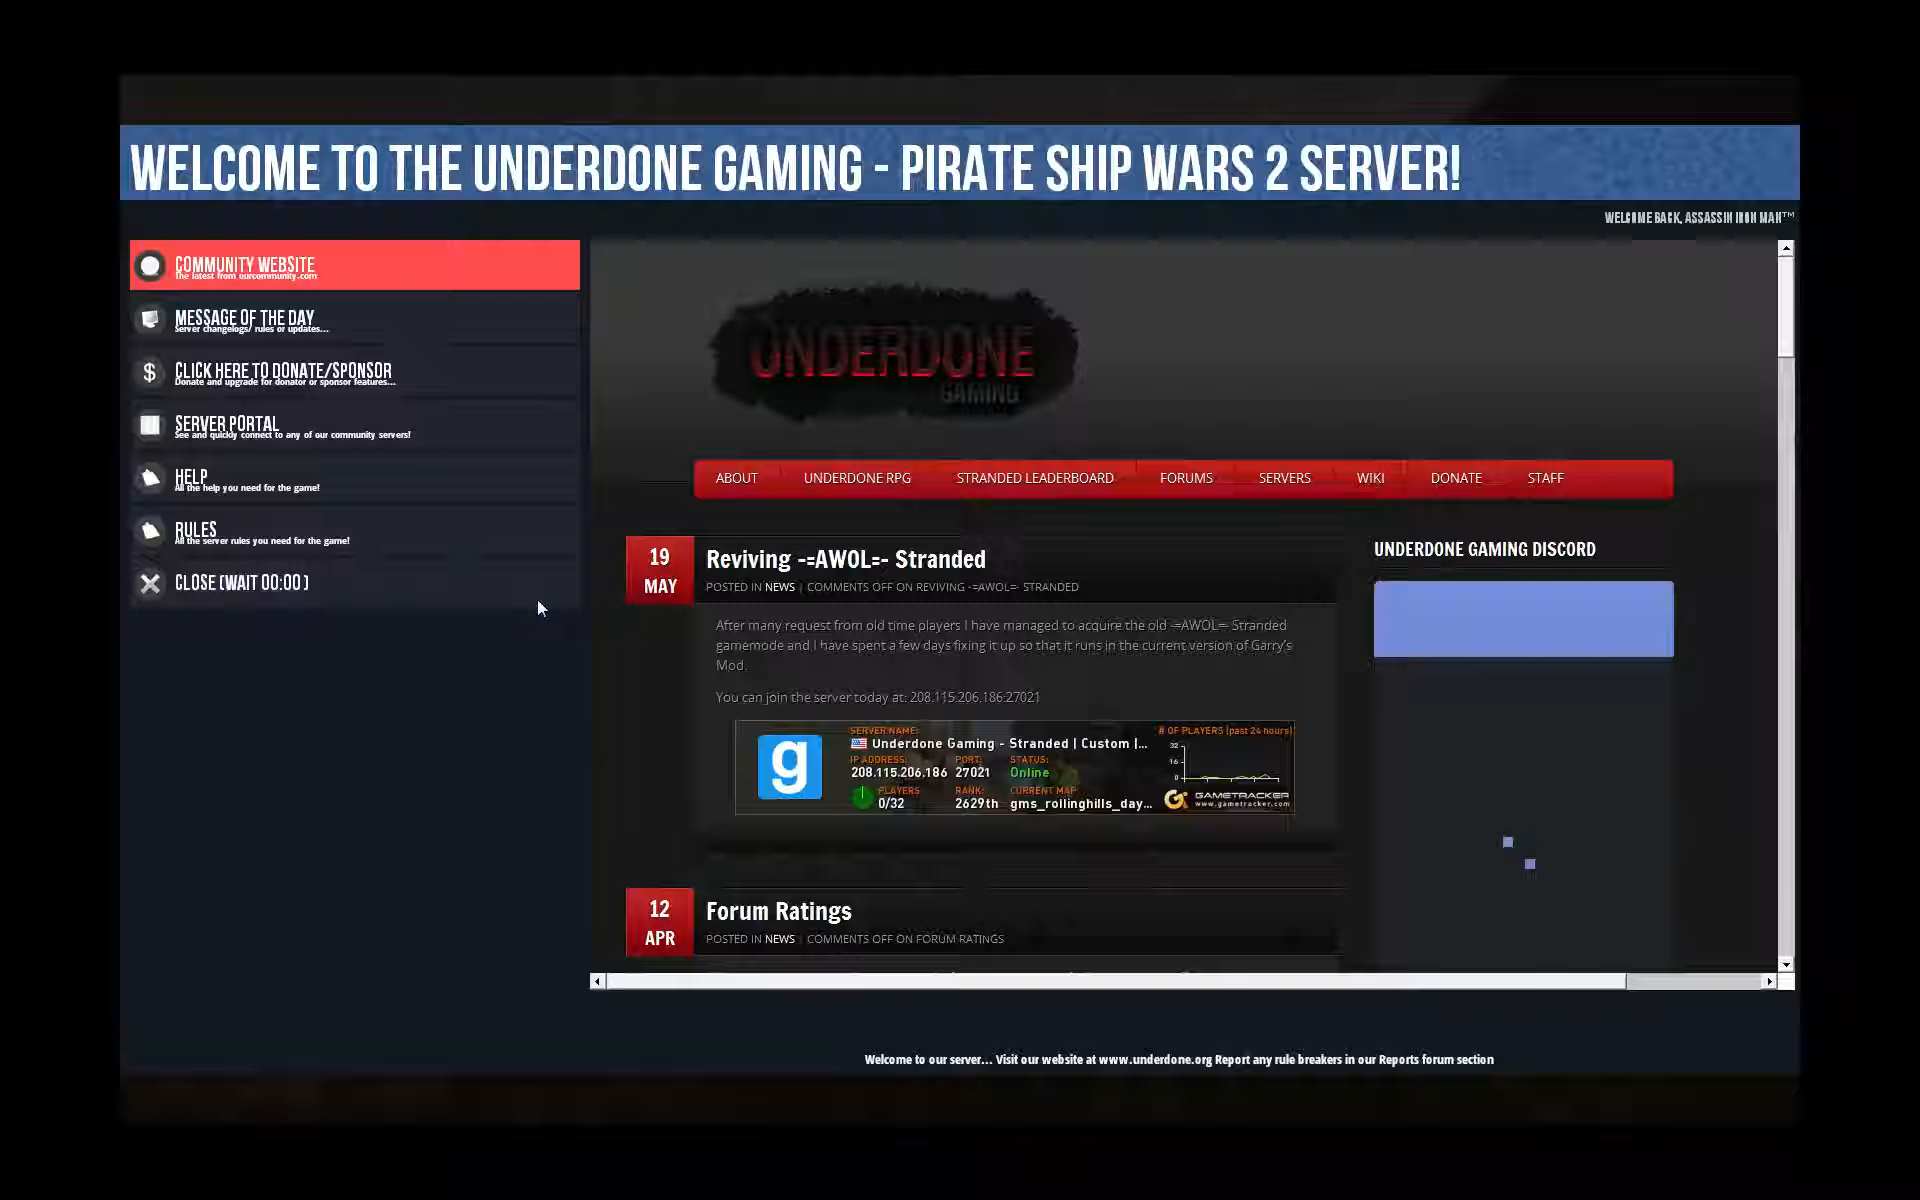 WELCOME TO THE UNDERDONE GAMING - PIRATE SHIP WARS 2 SERVER!
WELCOME BACK, ASSASSIN IRON MAN™
COMMUNITY WEBSITE
The latest from ourcommunity.com
MESSAGE OF THE DAY
Server changelogs/ rules or updates...
$ CLICK HERE TO DONATE/SPONSOR
Donate and upgrade for donator or sponsor features...
SERVER PORTAL
See and quickly connect to any of our community servers!
HELP
All the help you need for the game!
RULES
All the server rules you need for the game!
CLOSE (WAIT 00:00 )
UNDERDONE
GAMING
ABOUT UNDERDONE RPG STRANDED LEADERBOARD FORUMS SERVERS WIKI DONATE STAFF
19
MAY
Reviving -=AWOL=- Stranded
POSTED IN NEWS | COMMENTS OFF ON REVIVING -=AWOL=- STRANDED
After many request from old time players I have managed to acquire the old -=AWOL=- Stranded
gamemode and I have spent a few days fixing it up so that it runs in the current version of Garry's
Mod.
You can join the server today at: 208.115.206.186:27021
g
SERVER NAME:
Underdone Gaming - Stranded | Custom |...
IP ADDRESS: PORT: STATUS:
208.115.206.186 27021 Online
PLAYERS RANK: CURRENT MAP
0/32 2629th gms_rollinghills_day...
# OF PLAYERS (past 24 hours)
32
16
0
GAMETRACKER
www.gametracker.com
12
APR
Forum Ratings
POSTED IN NEWS | COMMENTS OFF ON FORUM RATINGS
UNDERDONE GAMING DISCORD
Welcome to our server... Visit our website at www.underdone.org Report any rule breakers in our Reports forum section